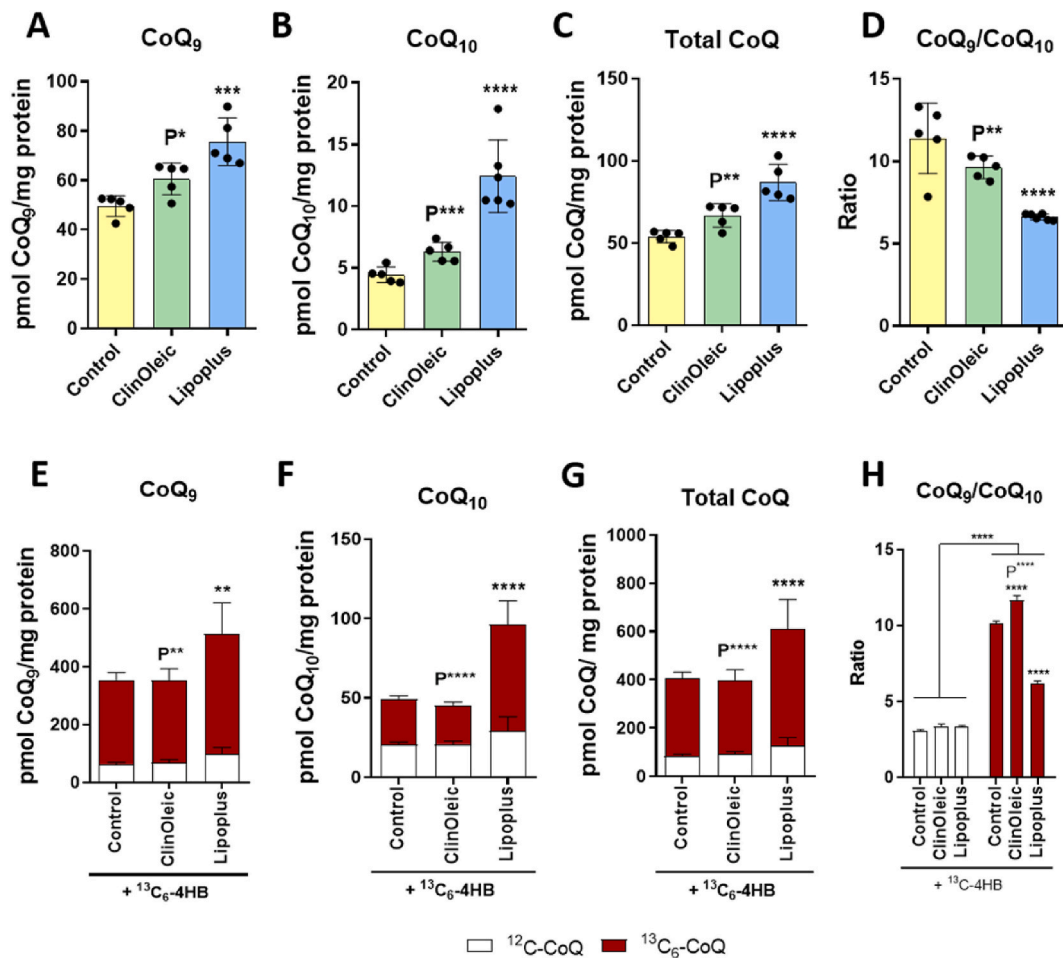 A
CoQ₉
pmol CoQ₉/mg protein
100
80
60
40
20
0
P*
***
Control
ClinOleic
Lipoplus
B
CoQ₁₀
pmol CoQ₁₀/mg protein
20
15
10
5
0
P***
****
Control
ClinOleic
Lipoplus
C
Total CoQ
pmol CoQ/mg protein
150
100
50
0
P**
****
Control
ClinOleic
Lipoplus
D
CoQ₉/CoQ₁₀
Ratio
15
10
5
0
P**
****
Control
ClinOleic
Lipoplus
E
CoQ₉
pmol CoQ₉/mg protein
800
600
400
200
0
P**
**
Control
ClinOleic
Lipoplus
+ ¹³C₆-4HB
F
CoQ₁₀
pmol CoQ₁₀/mg protein
150
100
50
0
P****
****
Control
ClinOleic
Lipoplus
+ ¹³C₆-4HB
G
Total CoQ
pmol CoQ/ mg protein
1000
800
600
400
200
0
P****
****
Control
ClinOleic
Lipoplus
+ ¹³C₆-4HB
H
CoQ₉/CoQ₁₀
Ratio
15
10
5
0
****
P****
****
****
Control
ClinOleic
Lipoplus
Control
ClinOleic
Lipoplus
+ ¹³C-4HB
¹²C-CoQ
¹³C₆-CoQ